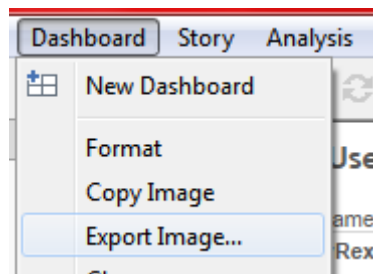 Dashboard Story Analysis
New Dashboard
Format
Copy Image
Export Image...